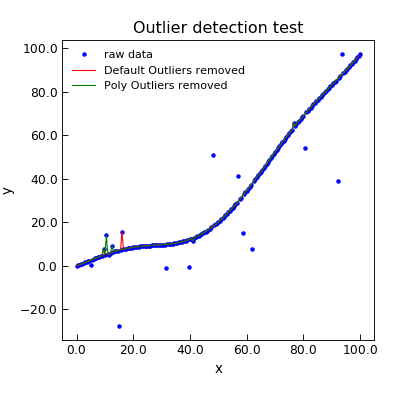 Outlier detection test
raw data
Default Outliers removed
Poly Outliers removed
100.0
80.0
60.0
40.0
20.0
0.0
−20.0
y
0.0 20.0 40.0 60.0 80.0 100.0
x